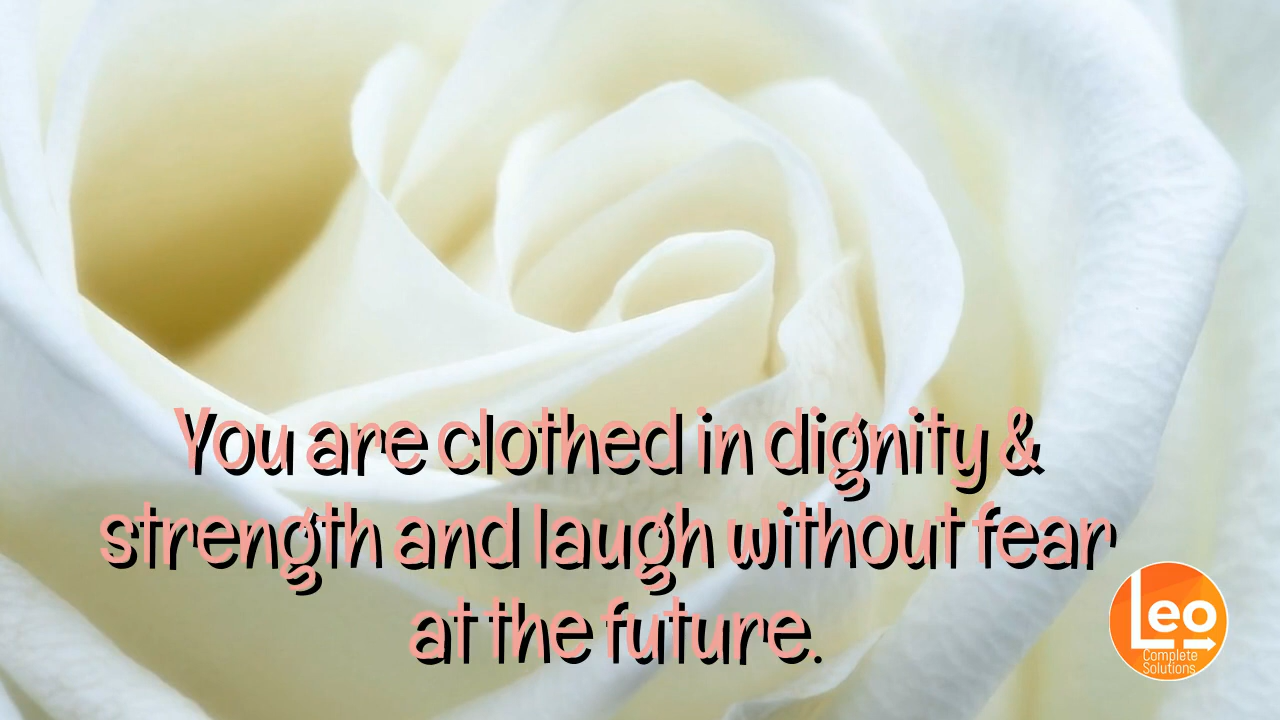 You are clothed in dignity &
strength and laugh without fear
at the future.
Leo
Complete
Solutions